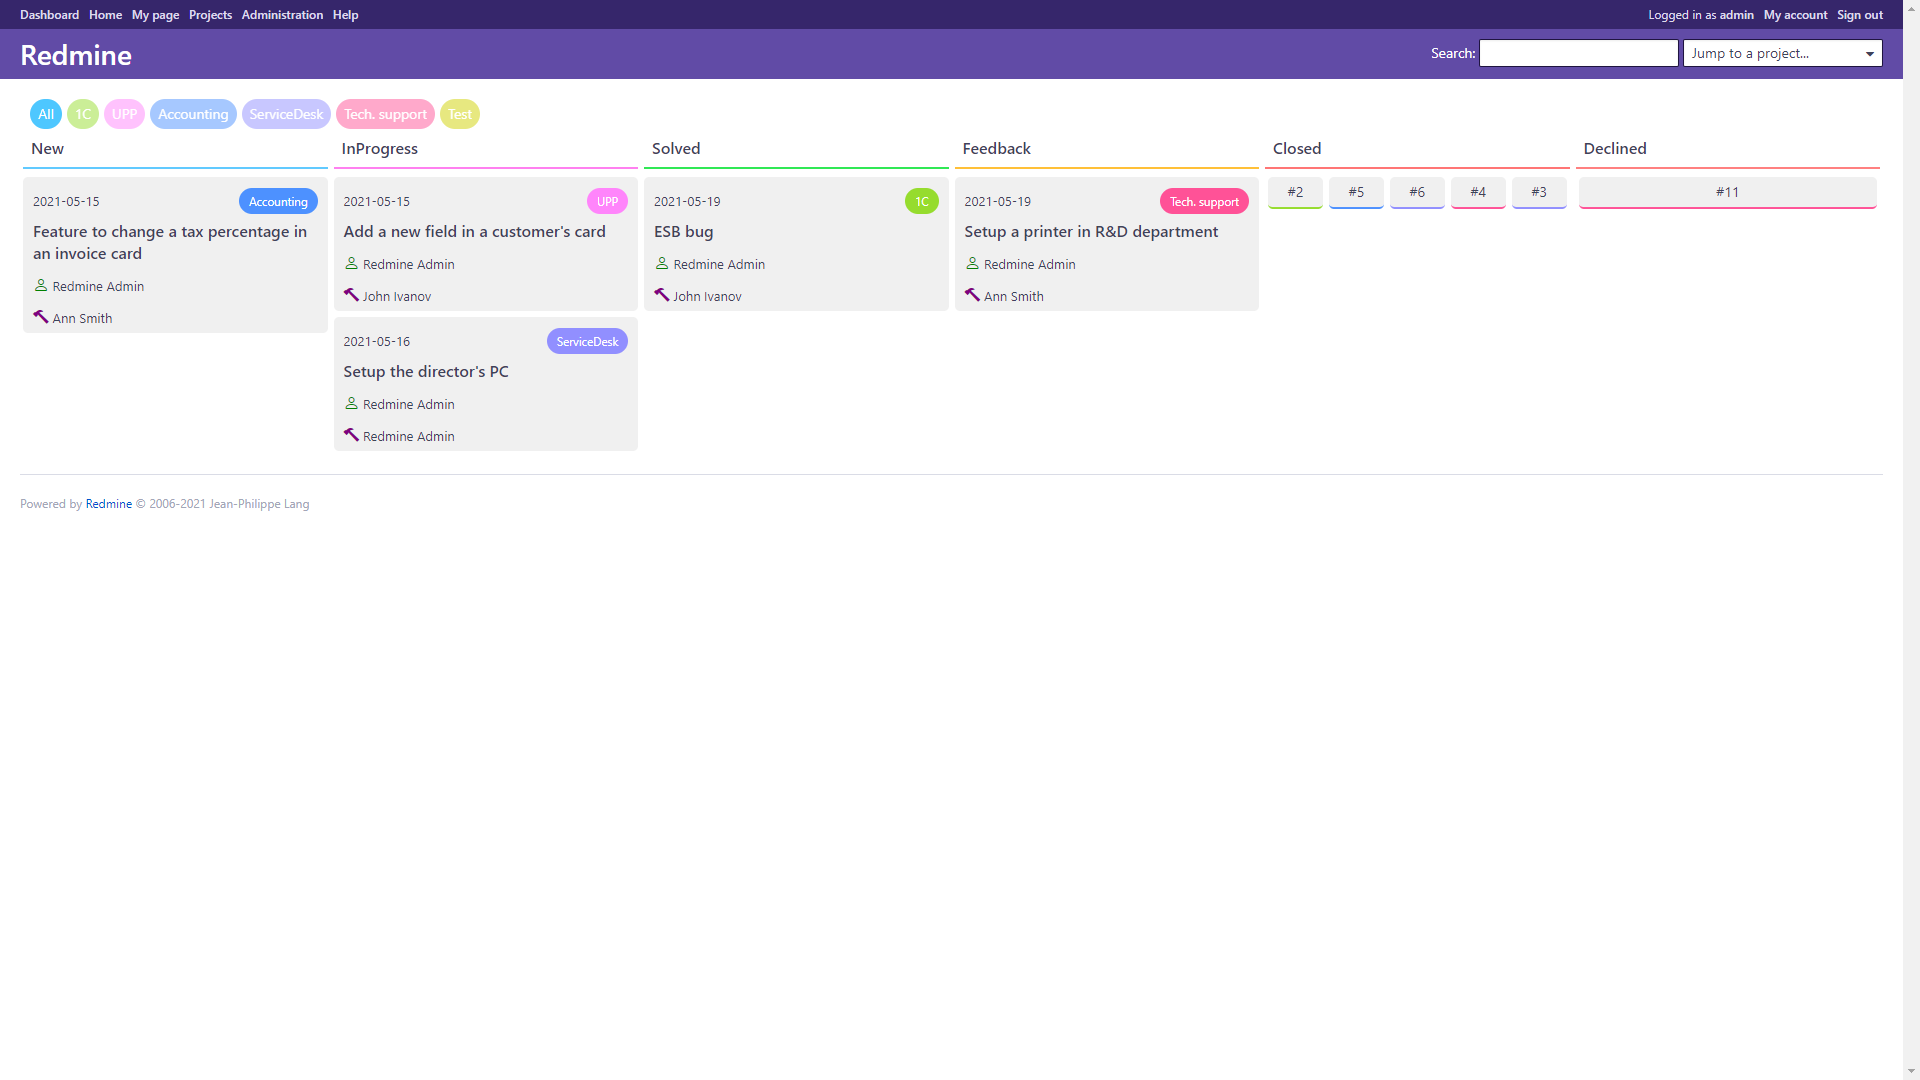 Dashboard Home My page Projects Administration Help Logged in as admin My account Sign out
Redmine Search: Jump to a project...
All 1C UPP Accounting ServiceDesk Tech. support Test
New InProgress Solved Feedback Closed Declined
2021-05-15 Accounting
Feature to change a tax percentage in
an invoice card
Redmine Admin
Ann Smith
2021-05-15 UPP
Add a new field in a customer's card
Redmine Admin
John Ivanov
2021-05-16 ServiceDesk
Setup the director's PC
Redmine Admin
Redmine Admin
2021-05-19 1C
ESB bug
Redmine Admin
John Ivanov
2021-05-19 Tech. support
Setup a printer in R&D department
Redmine Admin
Ann Smith
#2 #5 #6 #4 #3
#11
Powered by Redmine © 2006-2021 Jean-Philippe Lang